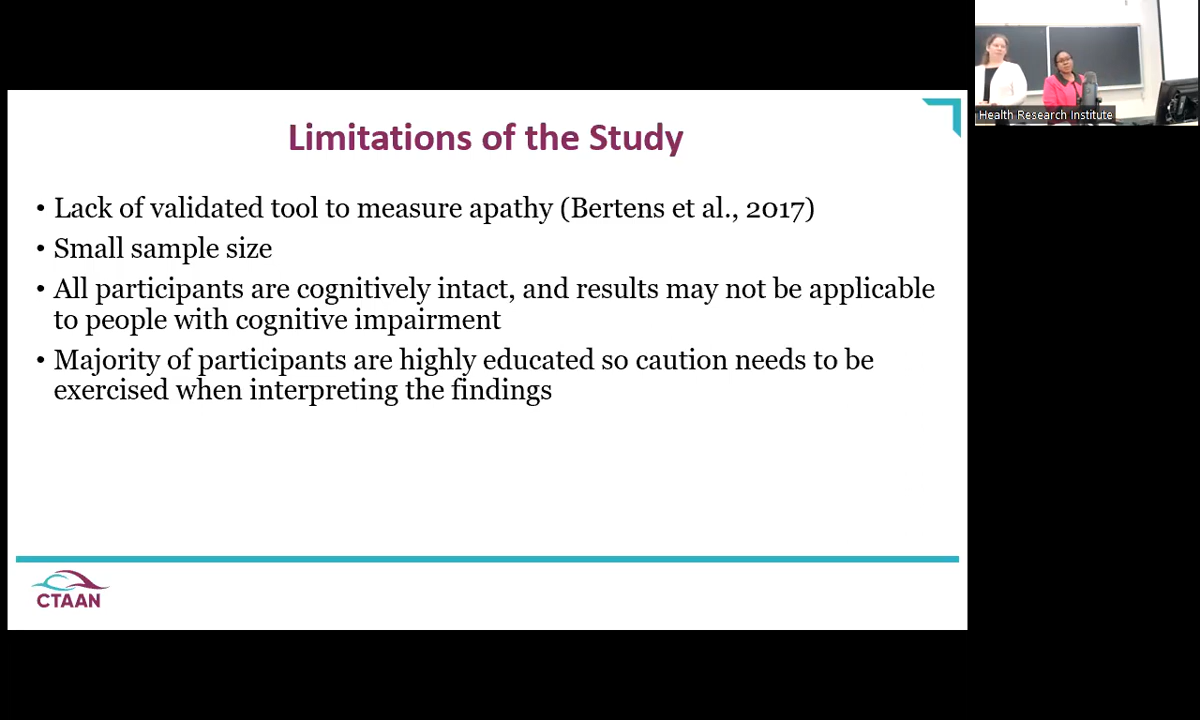 Limitations of the Study
• Lack of validated tool to measure apathy (Bertens et al., 2017)
• Small sample size
• All participants are cognitively intact, and results may not be applicable
to people with cognitive impairment
• Majority of participants are highly educated so caution needs to be
exercised when interpreting the findings
CTAAN
Health Research Institute